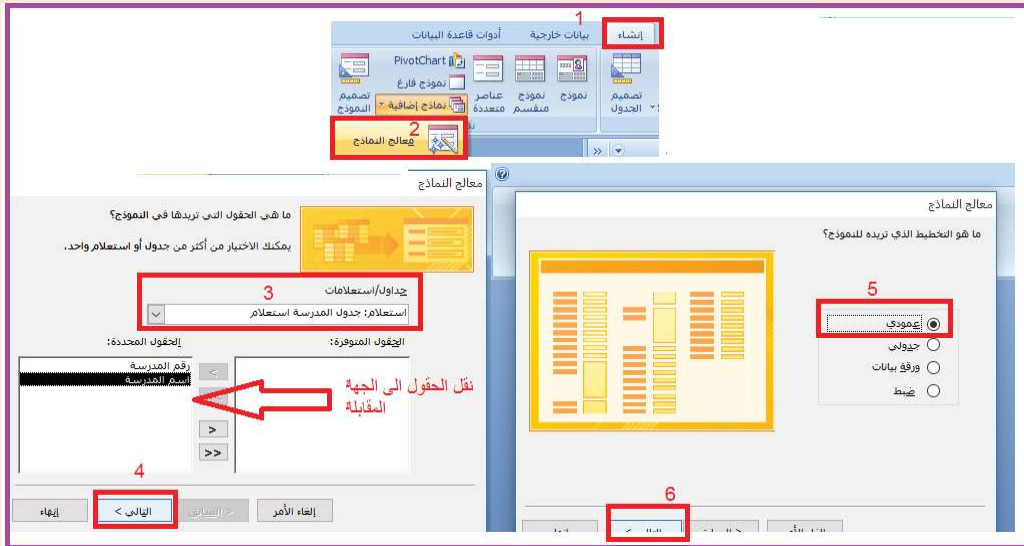 1
إنشاء بيانات خارجية أدوات قاعدة البيانات
PivotChart
نموذج فارغ
تصميم الجدول
نموذج
نموذج منقسم
عناصر متعددة
نماذج إضافية
تصميم النموذج
2
معالج النماذج
معالج النماذج
ما هي الحقول التي تريدها في النموذج؟
يمكنك الاختيار من أكثر من جدول أو استعلام واحد.
جداول/استعلامات
3
استعلام: جدول المدرسة استعلام
الحقول المتوفرة:
الحقول المحددة:
رقم المدرسة
اسم المدرسة
>
<
<<
نقل الحقول الى الجهة
المقابلة
4
إلغاء الأمر
< السابق
التالي >
إنهاء
معالج النماذج
ما هو التخطيط الذي تريده للنموذج؟
5
عمودي
جدولي
ورقة بيانات
ضبط
6